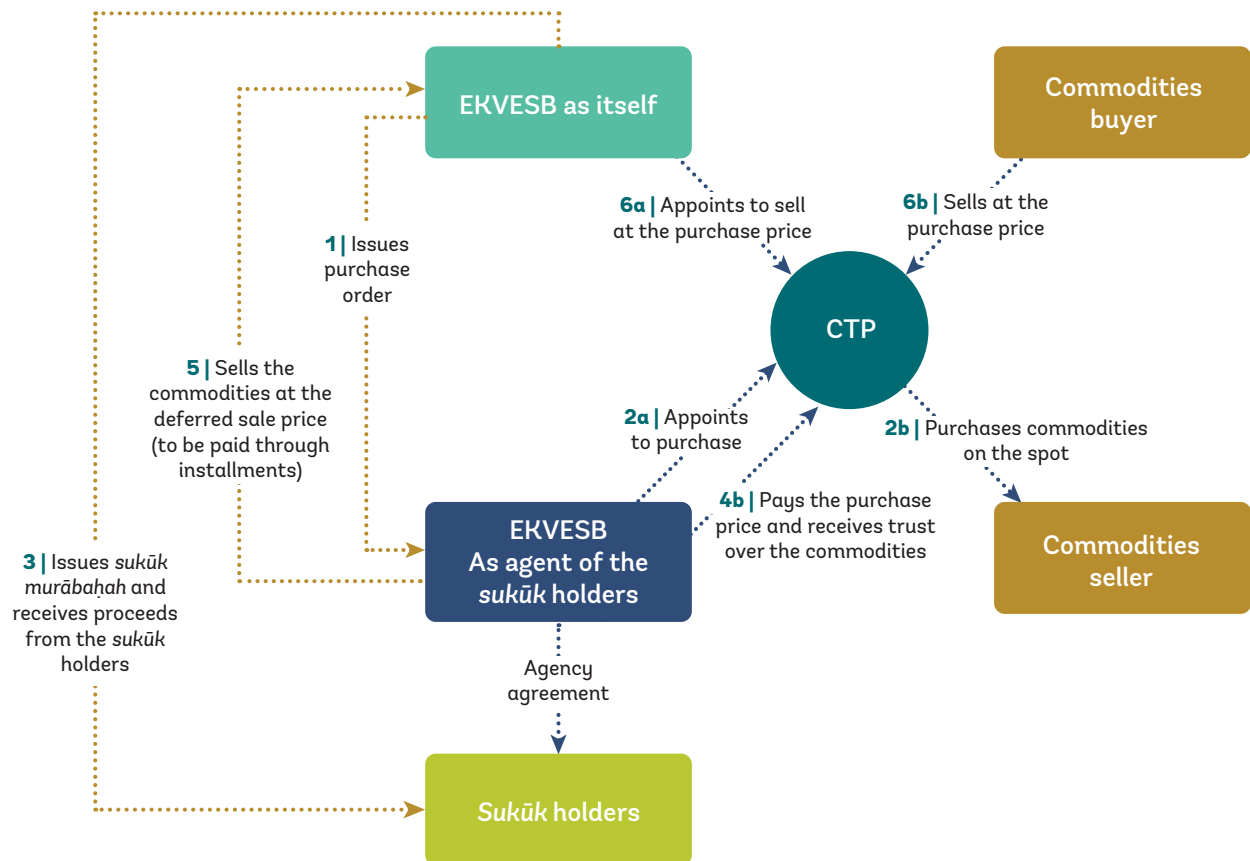 EKVESB as itself
Commodities
buyer
6a | Appoints to sell
at the purchase price
6b | Sells at the
purchase price
1 | Issues
purchase
order
CTP
5 | Sells the
commodities at the
deferred sale price
(to be paid through
installments)
2a | Appoints
to purchase
2b | Purchases commodities
on the spot
4b | Pays the purchase
price and receives trust
over the commodities
EKVESB
As agent of the
sukūk holders
Commodities
seller
3 | Issues sukūk
murābaḥah and
receives proceeds
from the sukūk
holders
Agency
agreement
Sukūk holders